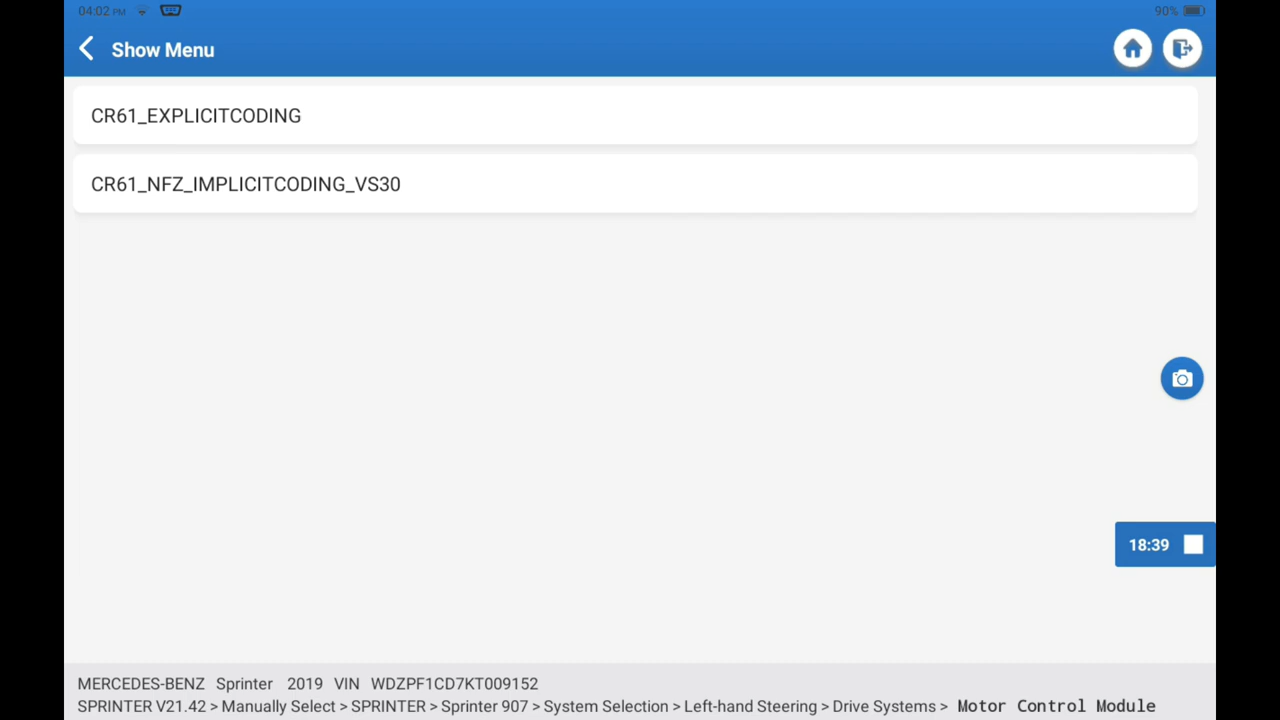 04:02 PM 90%
Show Menu
CR61_EXPLICITCODING
CR61_NFZ_IMPLICITCODING_VS30
18:39
MERCEDES-BENZ Sprinter 2019 VIN WDZPF1CD7KT009152
SPRINTER V21.42 > Manually Select > SPRINTER > Sprinter 907 > System Selection > Left-hand Steering > Drive Systems > Motor Control Module